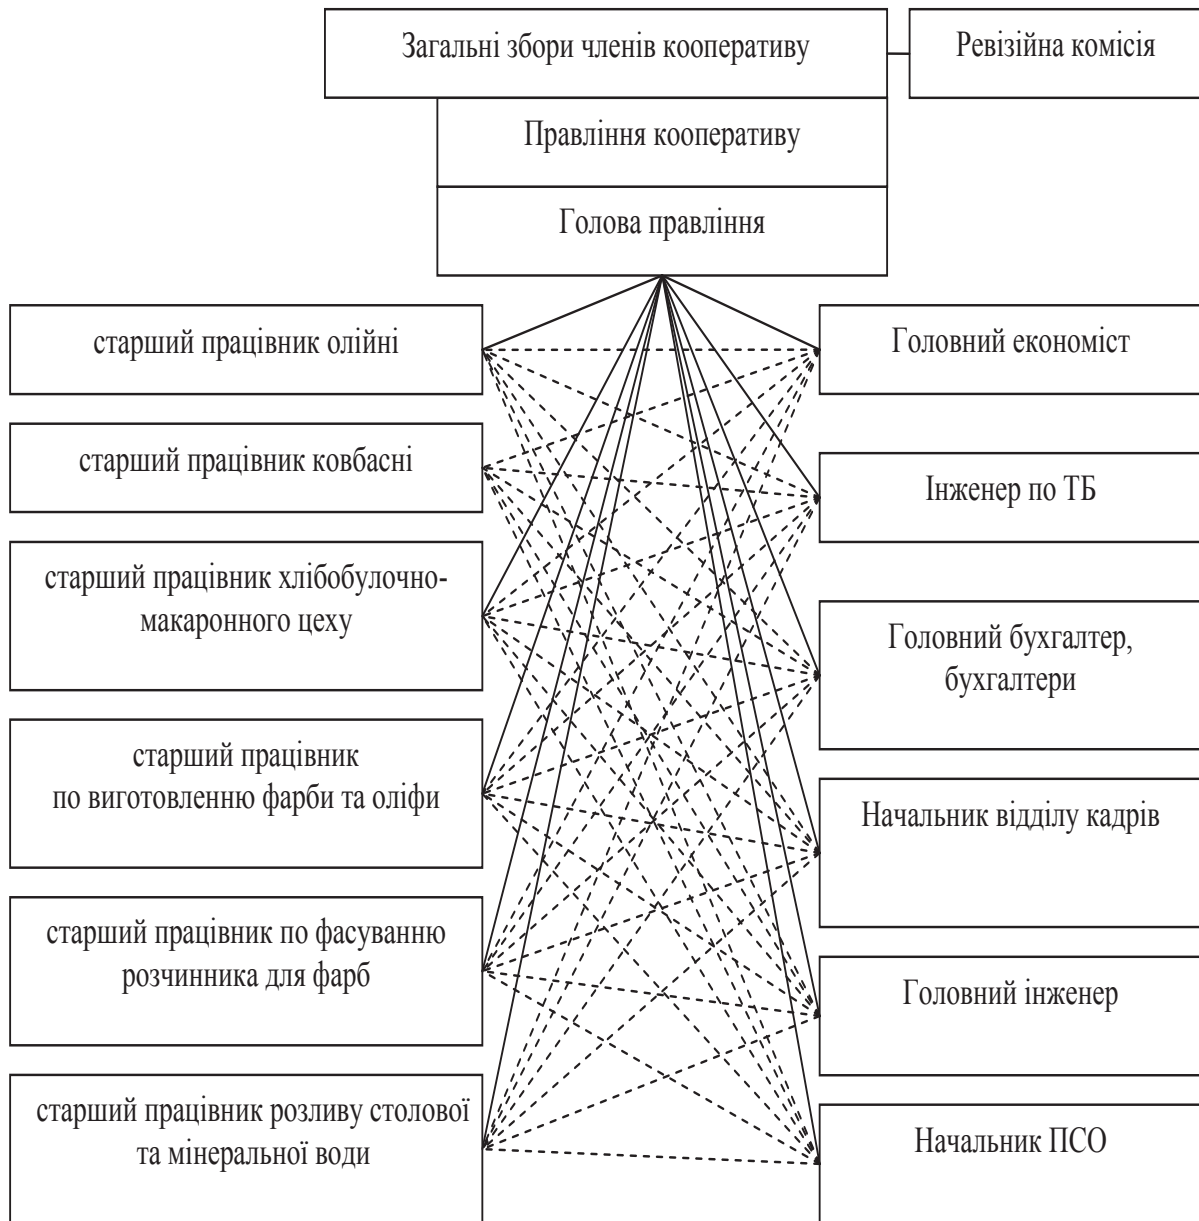 Загальні збори членів кооперативу
Ревізійна комісія
Правління кооперативу
Голова правління
старший працівник олійні
Головний економіст
старший працівник ковбасні
Інженер по ТБ
старший працівник хлібобулочно-
макаронного цеху
Головний бухгалтер,
бухгалтери
старший працівник
по виготовленню фарби та оліфи
Начальник відділу кадрів
старший працівник по фасуванню
розчинника для фарб
Головний інженер
старший працівник розливу столової
та мінеральної води
Начальник ПСО